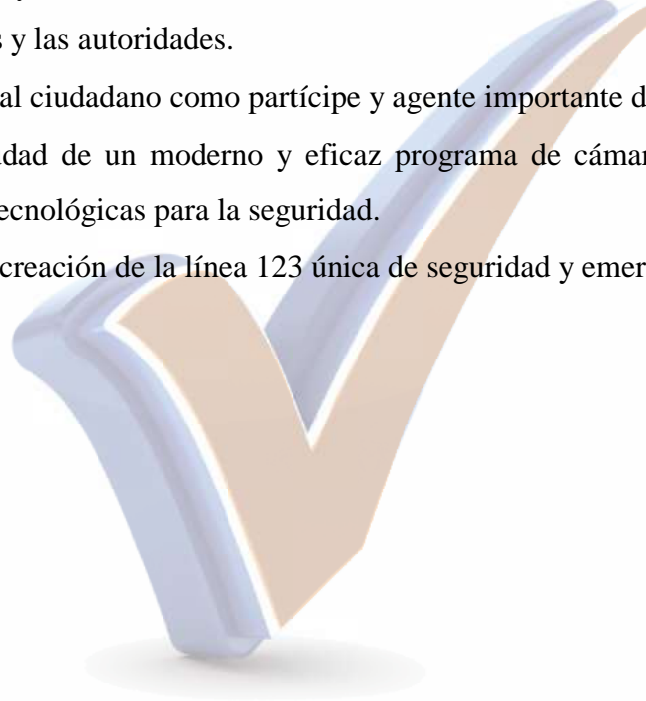 s y las autoridades.
al ciudadano como partícipe y agente importante d
udad de un moderno y eficaz programa de cámar
ecnológicas para la seguridad.
creación de la línea 123 única de seguridad y emer